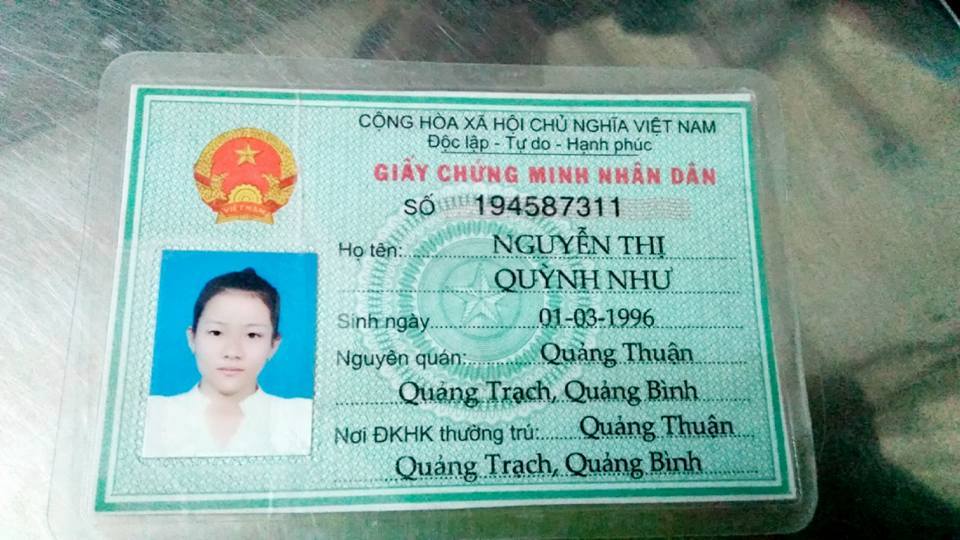 CỘNG HÒA XÃ HỘI CHỦ NGHĨA VIỆT NAM
Độc lập - Tự do - Hạnh phúc
GIẤY CHỨNG MINH NHÂN DÂN
SỐ 194587311
VIỆT NAM
Họ tên: NGUYỄN THỊ
QUỲNH NHƯ
Sinh ngày 01-03-1996
Nguyên quán: Quảng Thuận
Quảng Trạch, Quảng Bình
Nơi ĐKHK thường trú: Quảng Thuận
Quảng Trạch, Quảng Bình